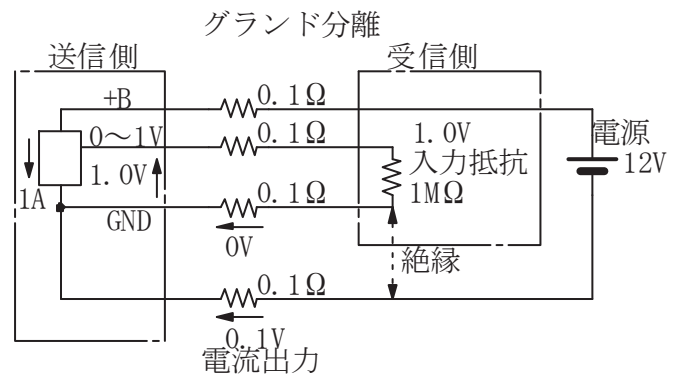 グランド分離
送信側
受信側
+B
0.1Ω
0~1V
0.1Ω
1.0V
電源
12V
1.0V
入力抵抗
1MΩ
1A
0.1Ω
GND
0V
絶縁
0.1Ω
0.1V
電流出力